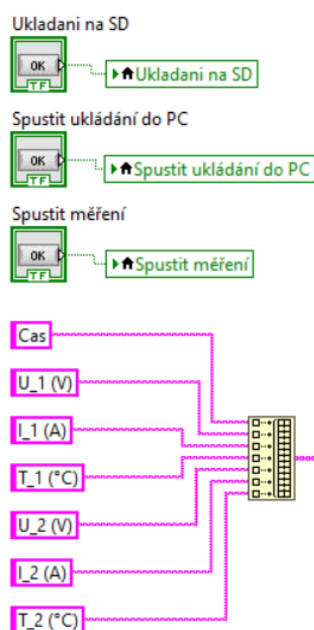 Ukladani na SD
OK
TF
Ukladani na SD
Spustit ukládání do PC
OK
TF
Spustit ukládání do PC
Spustit měření
OK
TF
Spustit měření
Cas
U_1 (V)
I_1 (A)
T_1 (°C)
U_2 (V)
I_2 (A)
T_2 (°C)